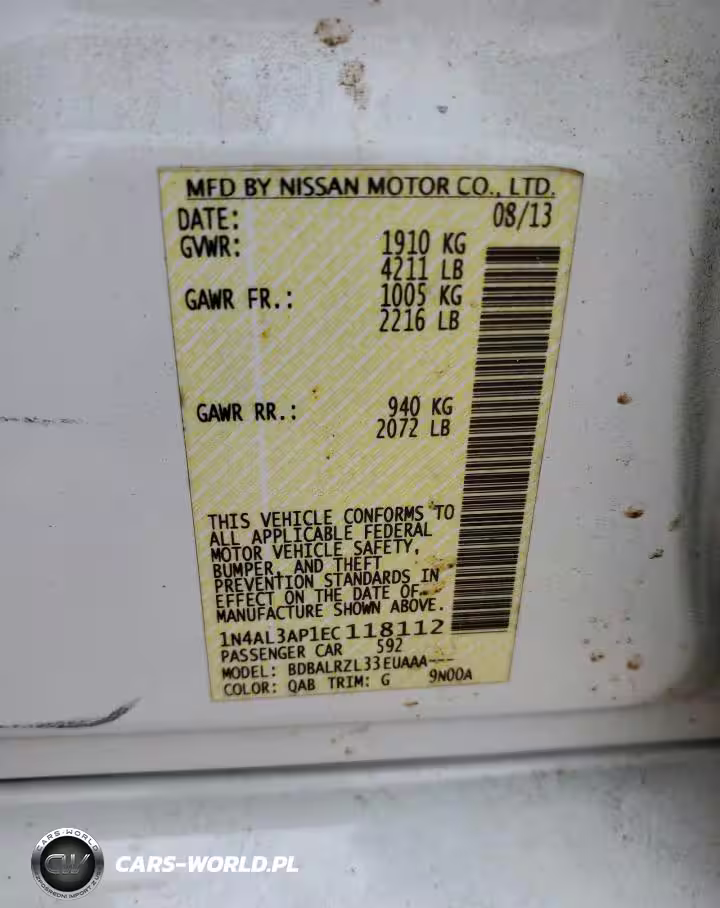 MFD BY NISSAN MOTOR CO., LTD.
DATE: 08/13
GVWR: 1910 KG
4211 LB
GAWR FR.: 1005 KG
2216 LB
GAWR RR.: 940 KG
2072 LB
THIS VEHICLE CONFORMS TO
ALL APPLICABLE FEDERAL
MOTOR VEHICLE SAFETY,
BUMPER, AND THEFT
PREVENTION STANDARDS IN
EFFECT ON THE DATE OF
MANUFACTURE SHOWN ABOVE.
1N4AL3AP1EC118112
PASSENGER CAR 592
MODEL: BDBALRZL33EUAAA---
COLOR: QAB TRIM: G 9N00A
CARS-WORLD
CW
CARS-WORLD.PL